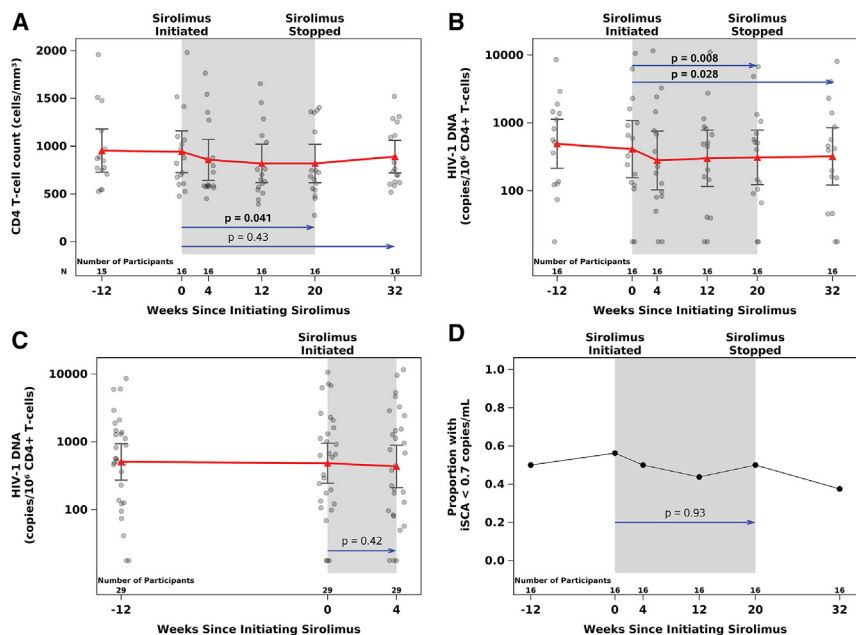 A
Sirolimus Initiated
Sirolimus Stopped
CD4 T-cell count (cells/mm³)
2000
1500
1000
500
0
p = 0.041
p = 0.43
Number of Participants
N 15 16 16 16 16 16
-12 0 4 12 20 32
Weeks Since Initiating Sirolimus
B
Sirolimus Initiated
Sirolimus Stopped
HIV-1 DNA
(copies/10⁶ CD4+ T-cells)
10000
1000
100
p = 0.008
p = 0.028
Number of Participants
16 16 16 16 16 16
-12 0 4 12 20 32
Weeks Since Initiating Sirolimus
C
Sirolimus Initiated
HIV-1 DNA
(copies/10⁶ CD4+ T-cells)
10000
1000
100
p = 0.42
Number of Participants
29 29 29
-12 0 4
Weeks Since Initiating Sirolimus
D
Sirolimus Initiated
Sirolimus Stopped
Proportion with
iSCA < 0.7 copies/mL
1.0
0.8
0.6
0.4
0.2
0.0
p = 0.93
Number of Participants
16 16 16 16 16 16
-12 0 4 12 20 32
Weeks Since Initiating Sirolimus